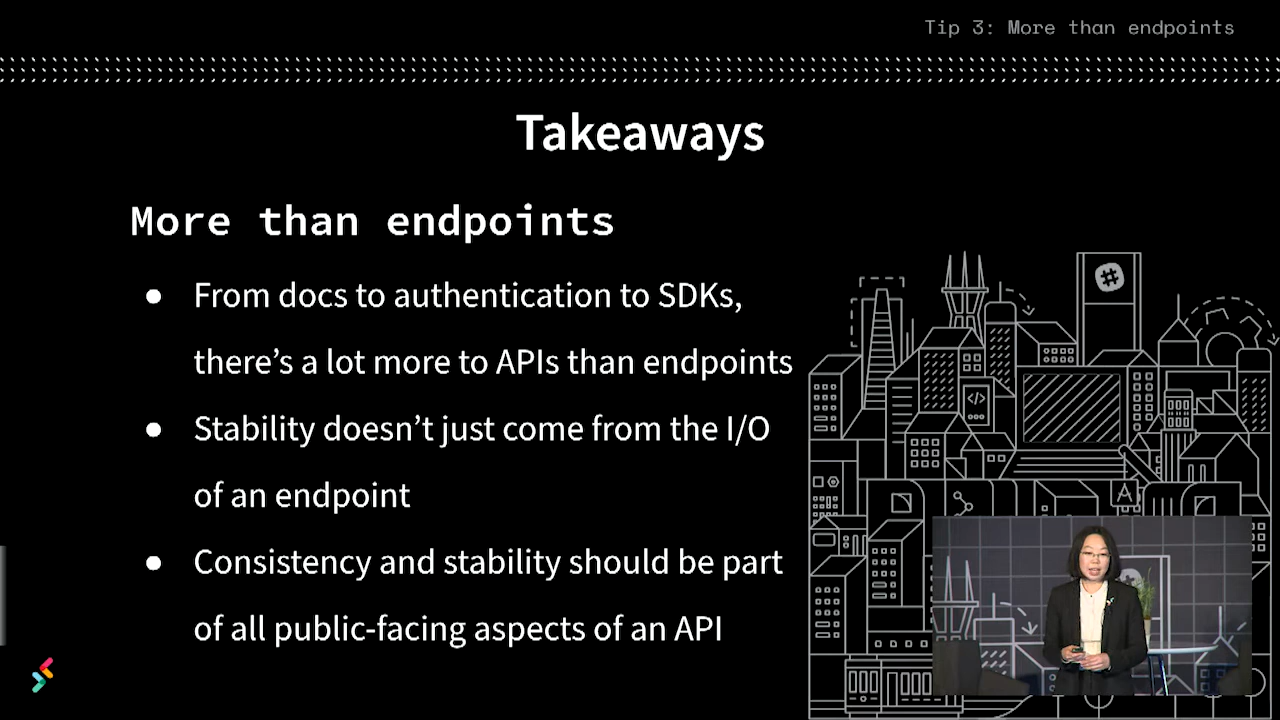 Tip 3: More than endpoints
Takeaways
More than endpoints
● From docs to authentication to SDKs,
there’s a lot more to APIs than endpoints
● Stability doesn’t just come from the I/O
of an endpoint
● Consistency and stability should be part
of all public-facing aspects of an API